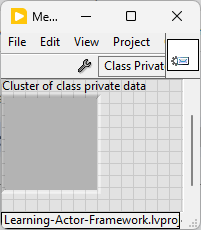 Me...
File Edit View Project
Class Privat
Cluster of class private data
Learning-Actor-Framework.lvpro